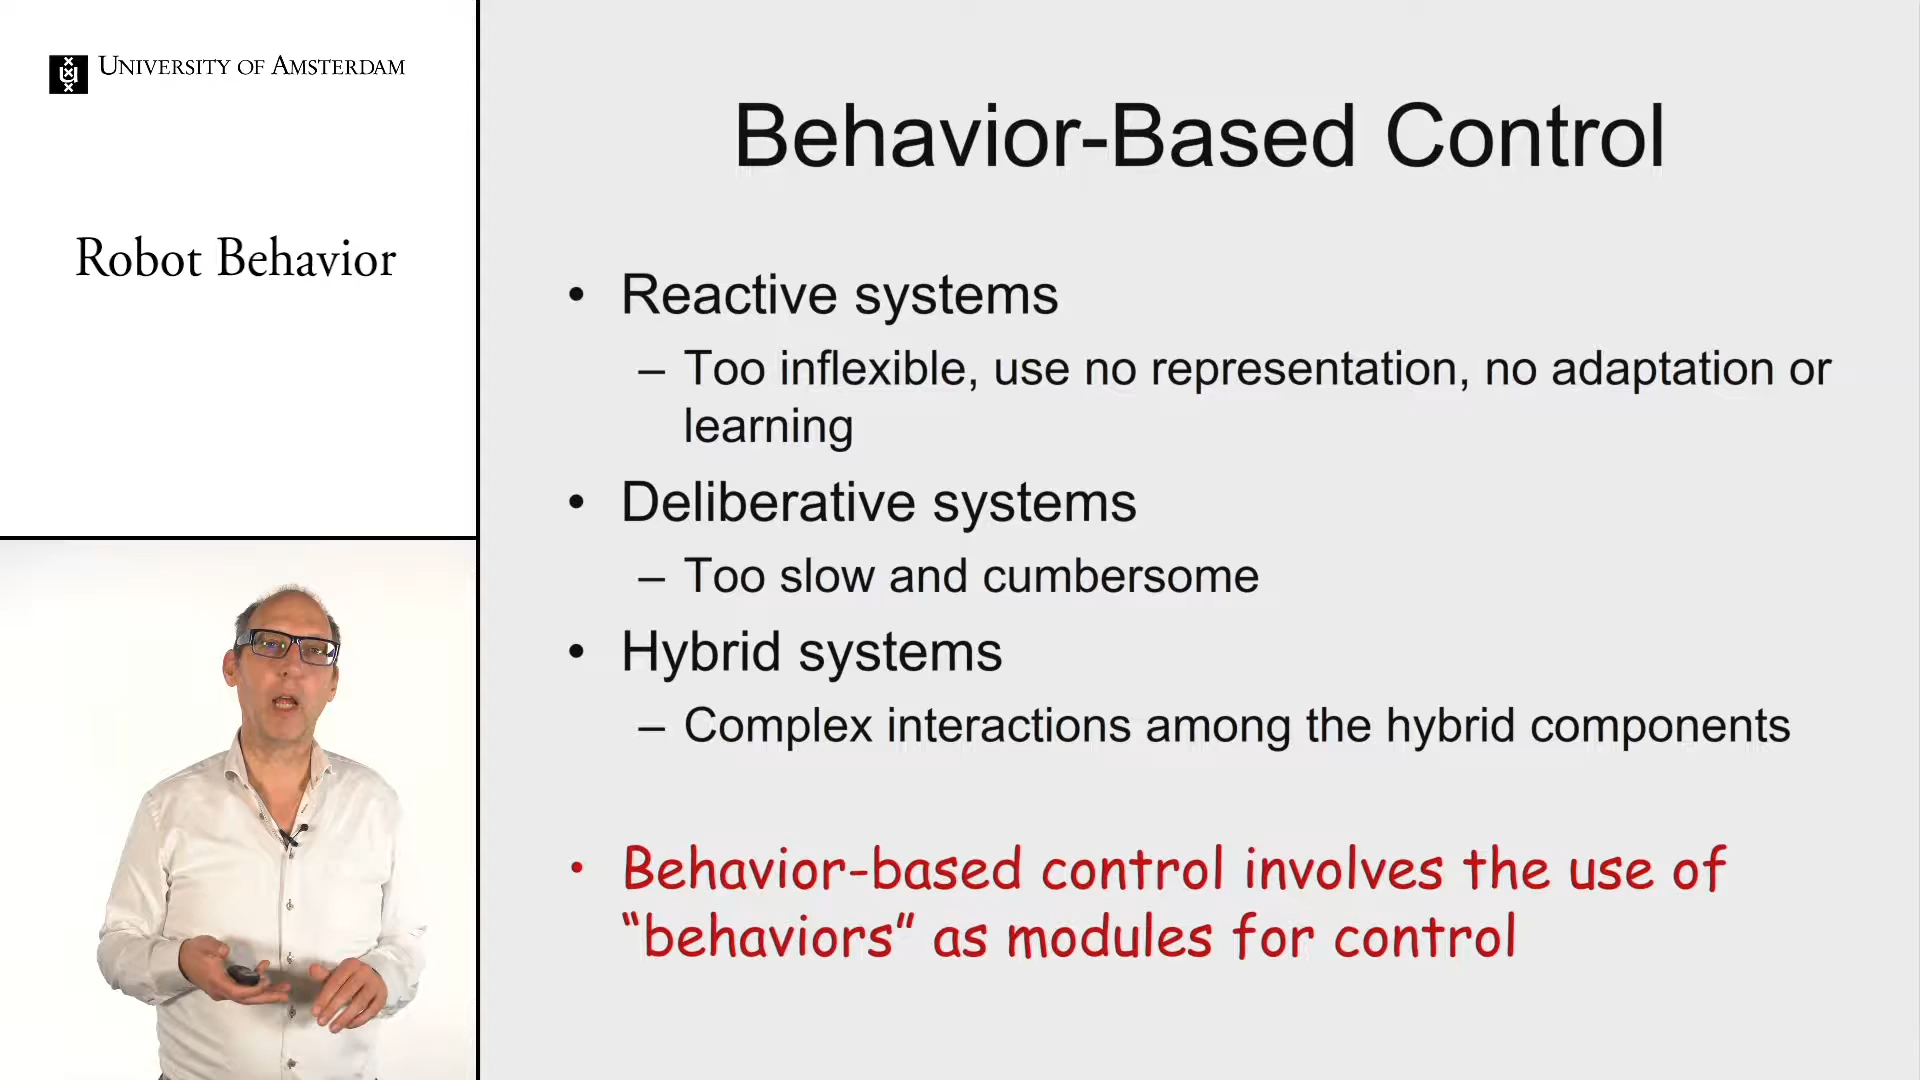 UNIVERSITY OF AMSTERDAM
Robot Behavior
Behavior-Based Control
• Reactive systems
– Too inflexible, use no representation, no adaptation or
learning
• Deliberative systems
– Too slow and cumbersome
• Hybrid systems
– Complex interactions among the hybrid components
• Behavior-based control involves the use of
“behaviors” as modules for control